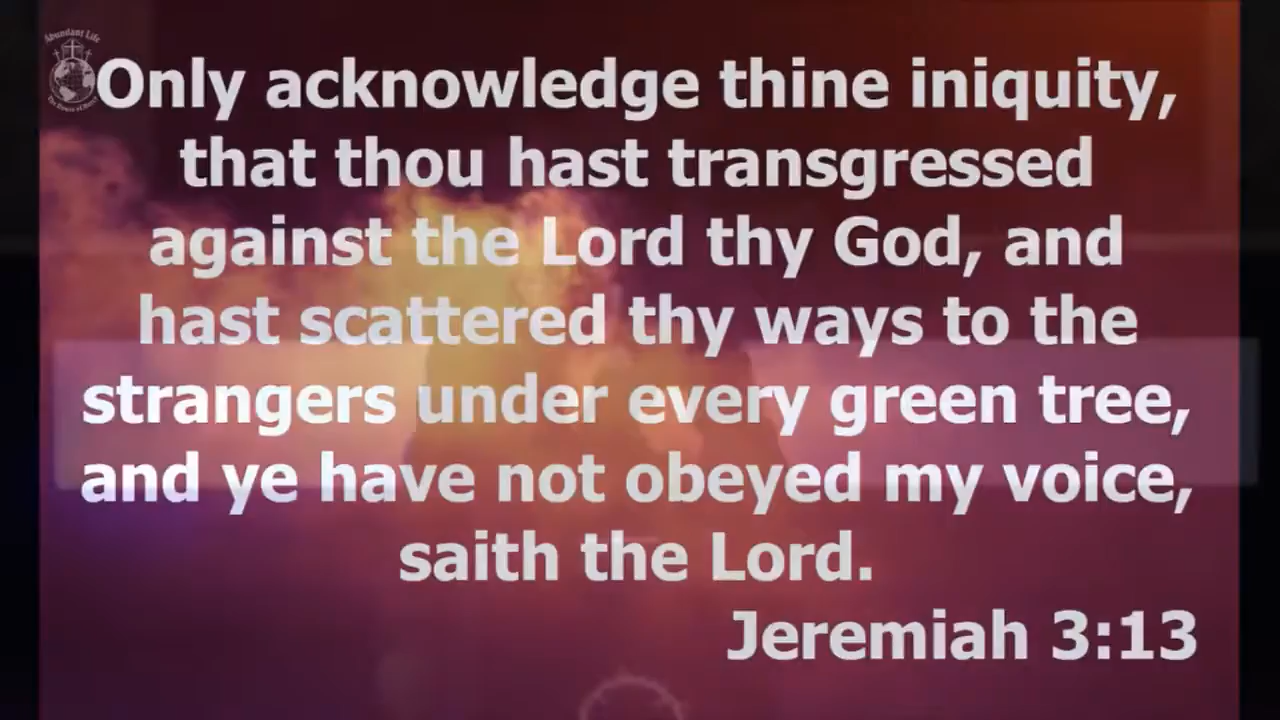 Abundant Life
Only acknowledge thine iniquity,
that thou hast transgressed
against the Lord thy God, and
hast scattered thy ways to the
strangers under every green tree,
and ye have not obeyed my voice,
saith the Lord.
Jeremiah 3:13